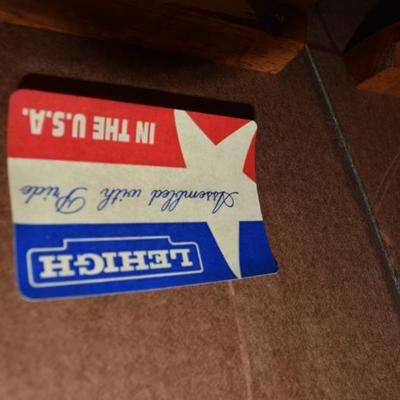 LEHIGH
Assembled with Pride
IN THE U.S.A.